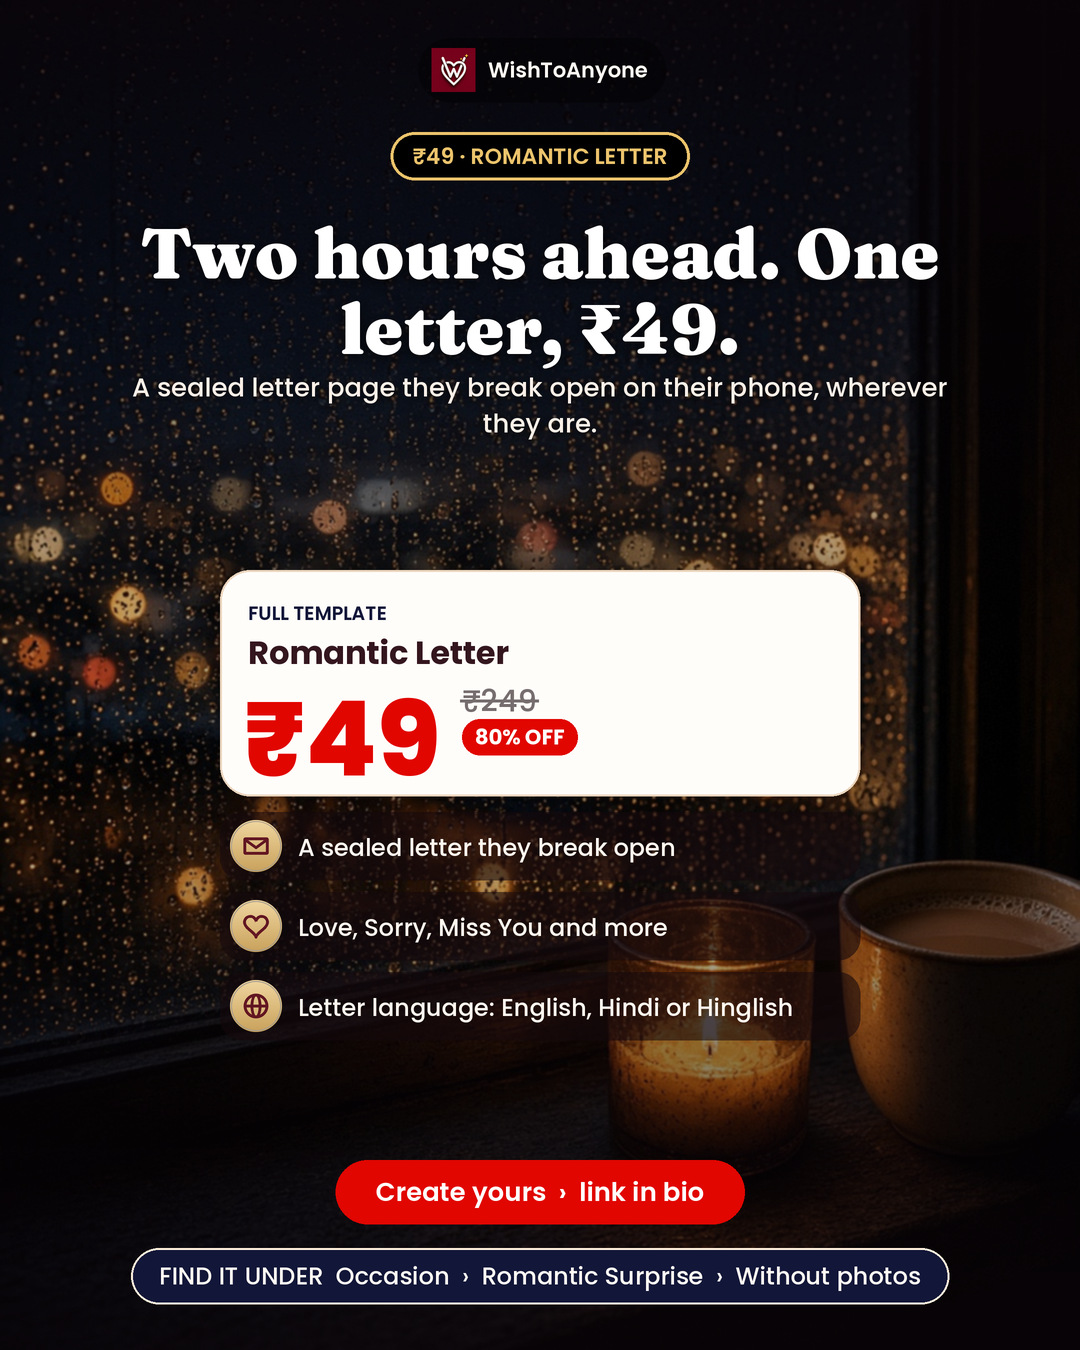 WishToAnyone
₹49 · ROMANTIC LETTER
Two hours ahead. One
letter, ₹49.
A sealed letter page they break open on their phone, wherever
they are.
FULL TEMPLATE
Romantic Letter
₹49
₹249
80% OFF
A sealed letter they break open
Love, Sorry, Miss You and more
Letter language: English, Hindi or Hinglish
Create yours › link in bio
FIND IT UNDER Occasion › Romantic Surprise › Without photos